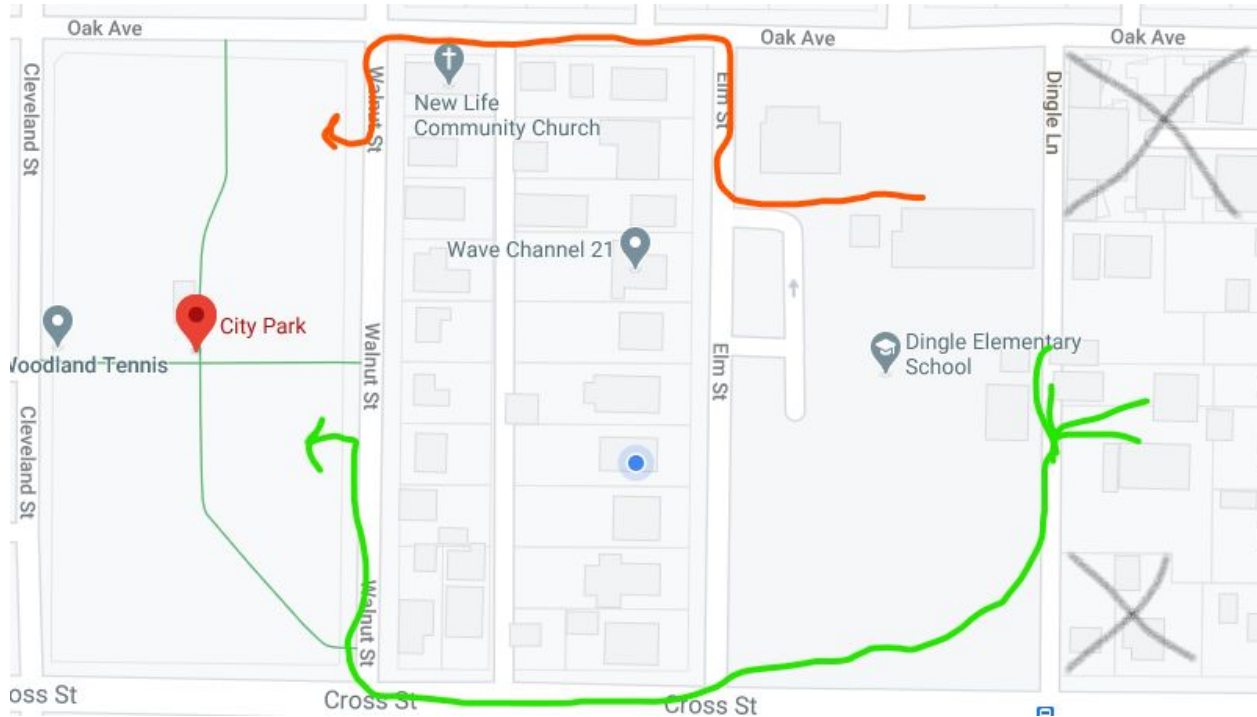 Oak Ave
Oak Ave
Oak Ave
Cleveland St
Walnut St
New Life
Community Church
Elm St
Dingle Ln
Wave Channel 21
City Park
Woodland Tennis
Walnut St
Elm St
Dingle Elementary
School
Cleveland St
Walnut St
oss St
Cross St
Cross St